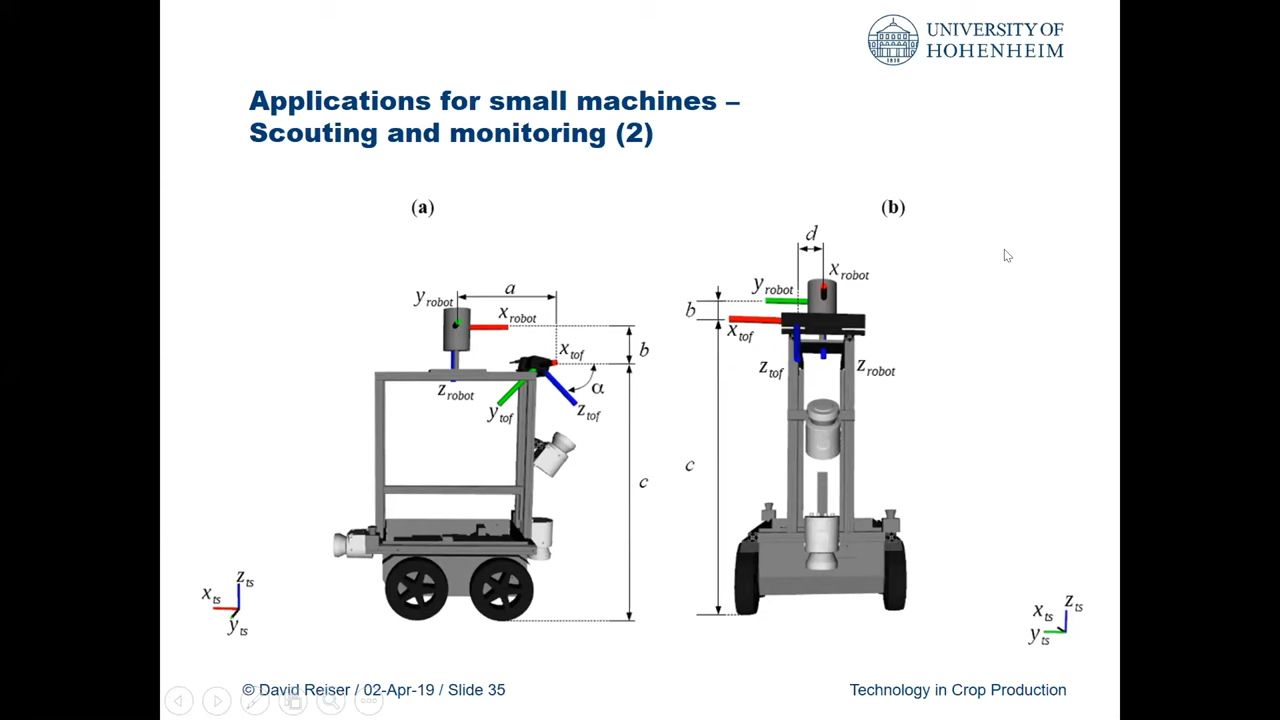 UNIVERSITY OF
HOHENHEIM
1818
Applications for small machines –
Scouting and monitoring (2)
(a)
(b)
y robot
a
x robot
x tof
b
α
z robot
y tof
z tof
c
x ts
z ts
y ts
d
x robot
y robot
b
x tof
z tof
z robot
c
x ts
z ts
y ts
© David Reiser / 02-Apr-19 / Slide 35
Technology in Crop Production